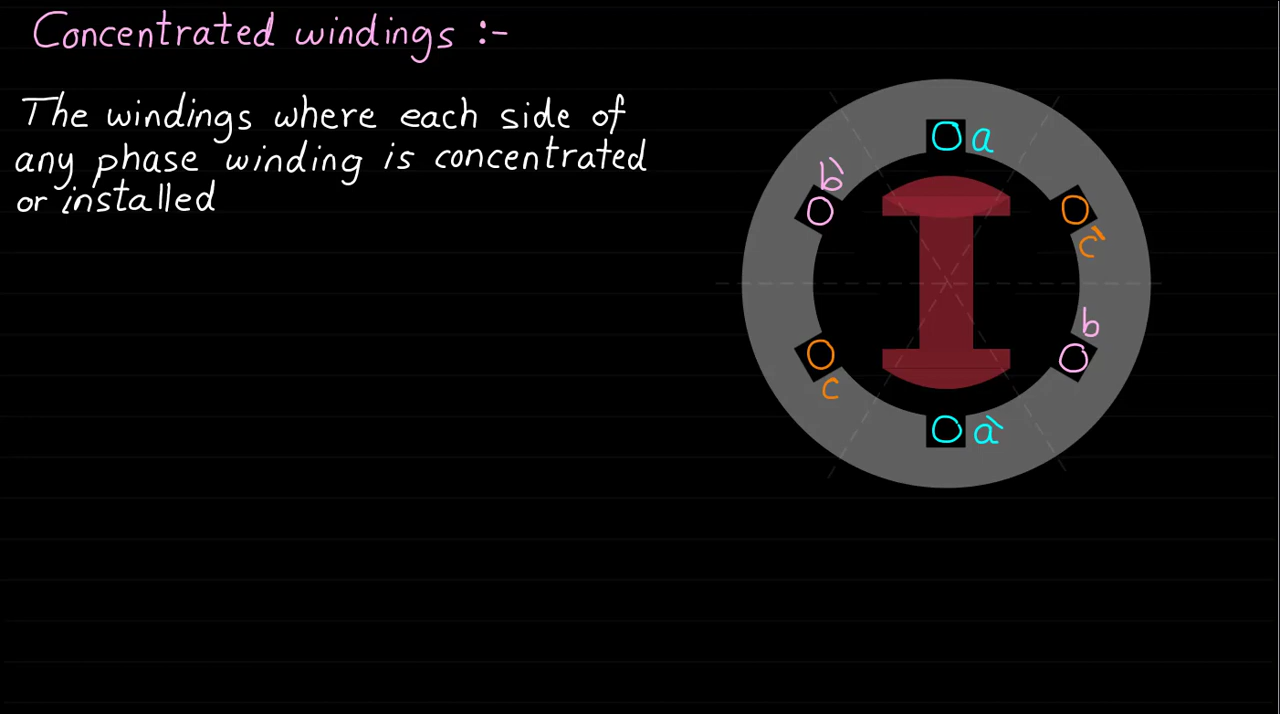 Concentrated windings :-
The windings where each side of
any phase winding is concentrated
or installed
a
b'
c'
b
c
a'